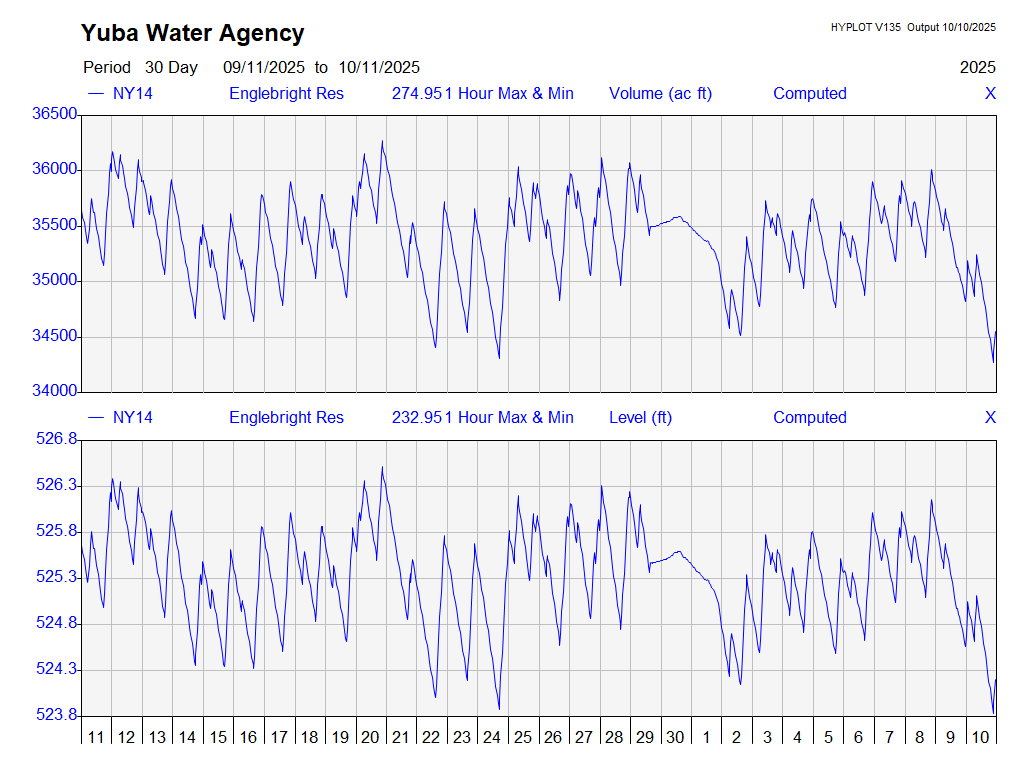 Yuba Water Agency
HYPLOT V135 Output 10/10/2025
Period 30 Day 09/11/2025 to 10/11/2025 2025
NY14 Englebright Res 274.951 Hour Max & Min Volume (ac ft) Computed X
36500
36000
35500
35000
34500
34000
NY14 Englebright Res 232.951 Hour Max & Min Level (ft) Computed X
526.8
526.3
525.8
525.3
524.8
524.3
523.8
11 12 13 14 15 16 17 18 19 20 21 22 23 24 25 26 27 28 29 30 1 2 3 4 5 6 7 8 9 10